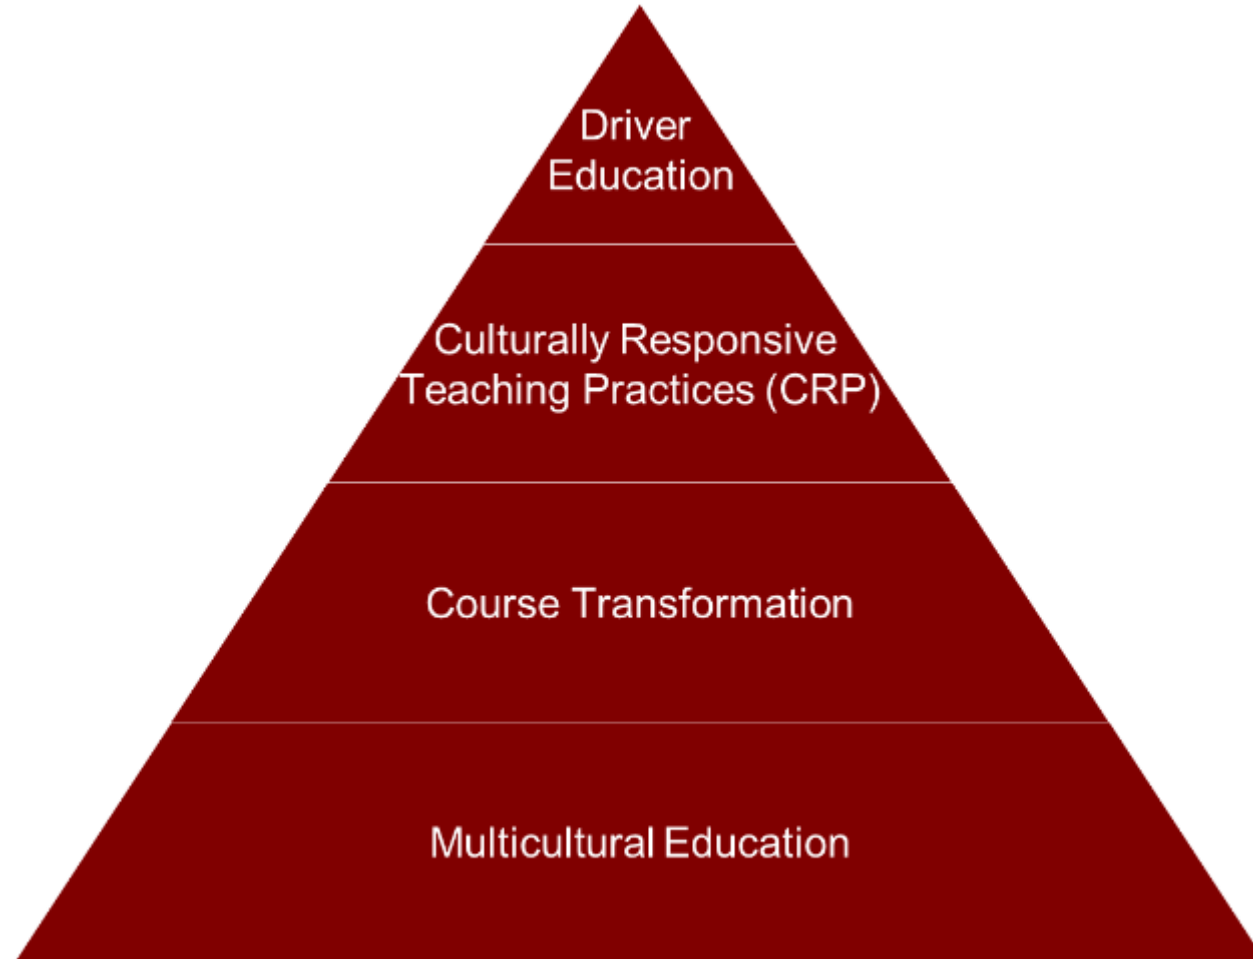 Driver
Education
Culturally Responsive
Teaching Practices (CRP)
Course Transformation
Multicultural Education